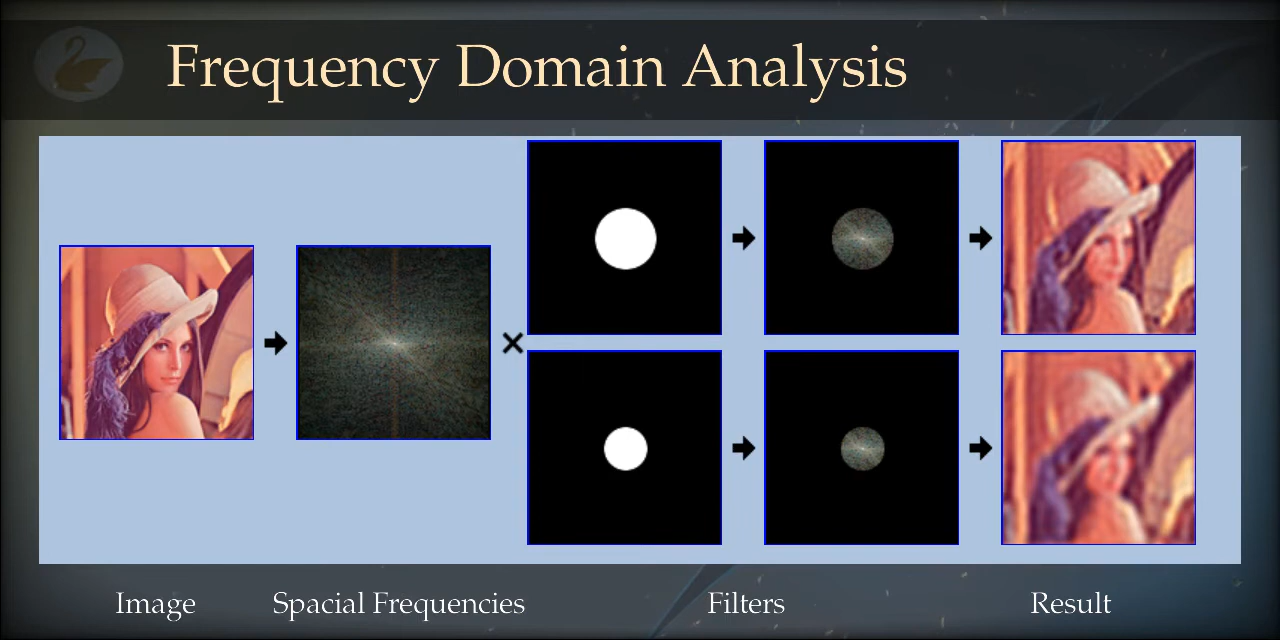 Frequency Domain Analysis
Image
Spacial Frequencies
Filters
Result